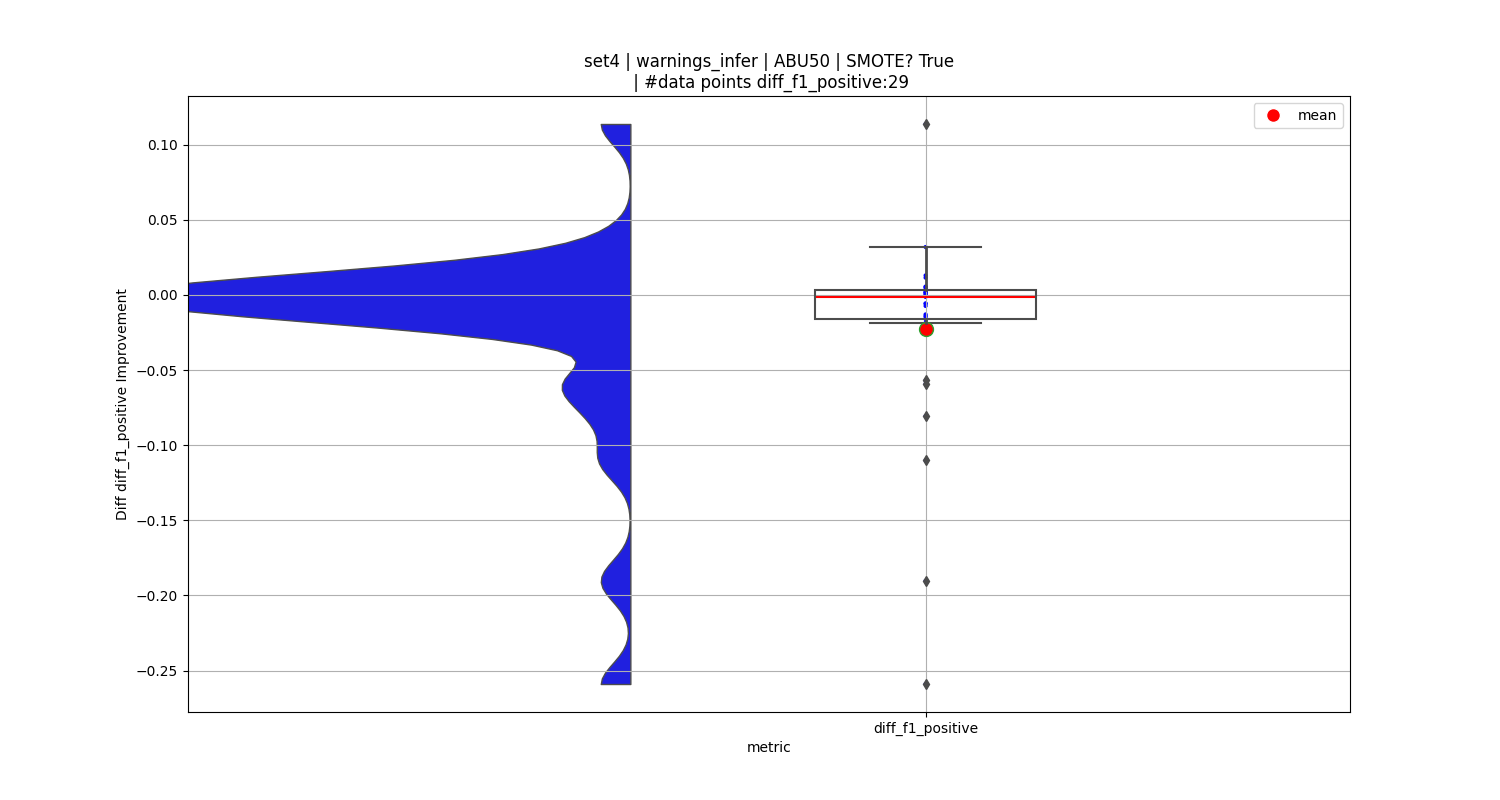 set4 | warnings_infer | ABU50 | SMOTE? True
| #data points diff_f1_positive:29
mean
0.10
0.05
0.00
−0.05
−0.10
−0.15
−0.20
−0.25
Diff diff_f1_positive Improvement
diff_f1_positive
metric